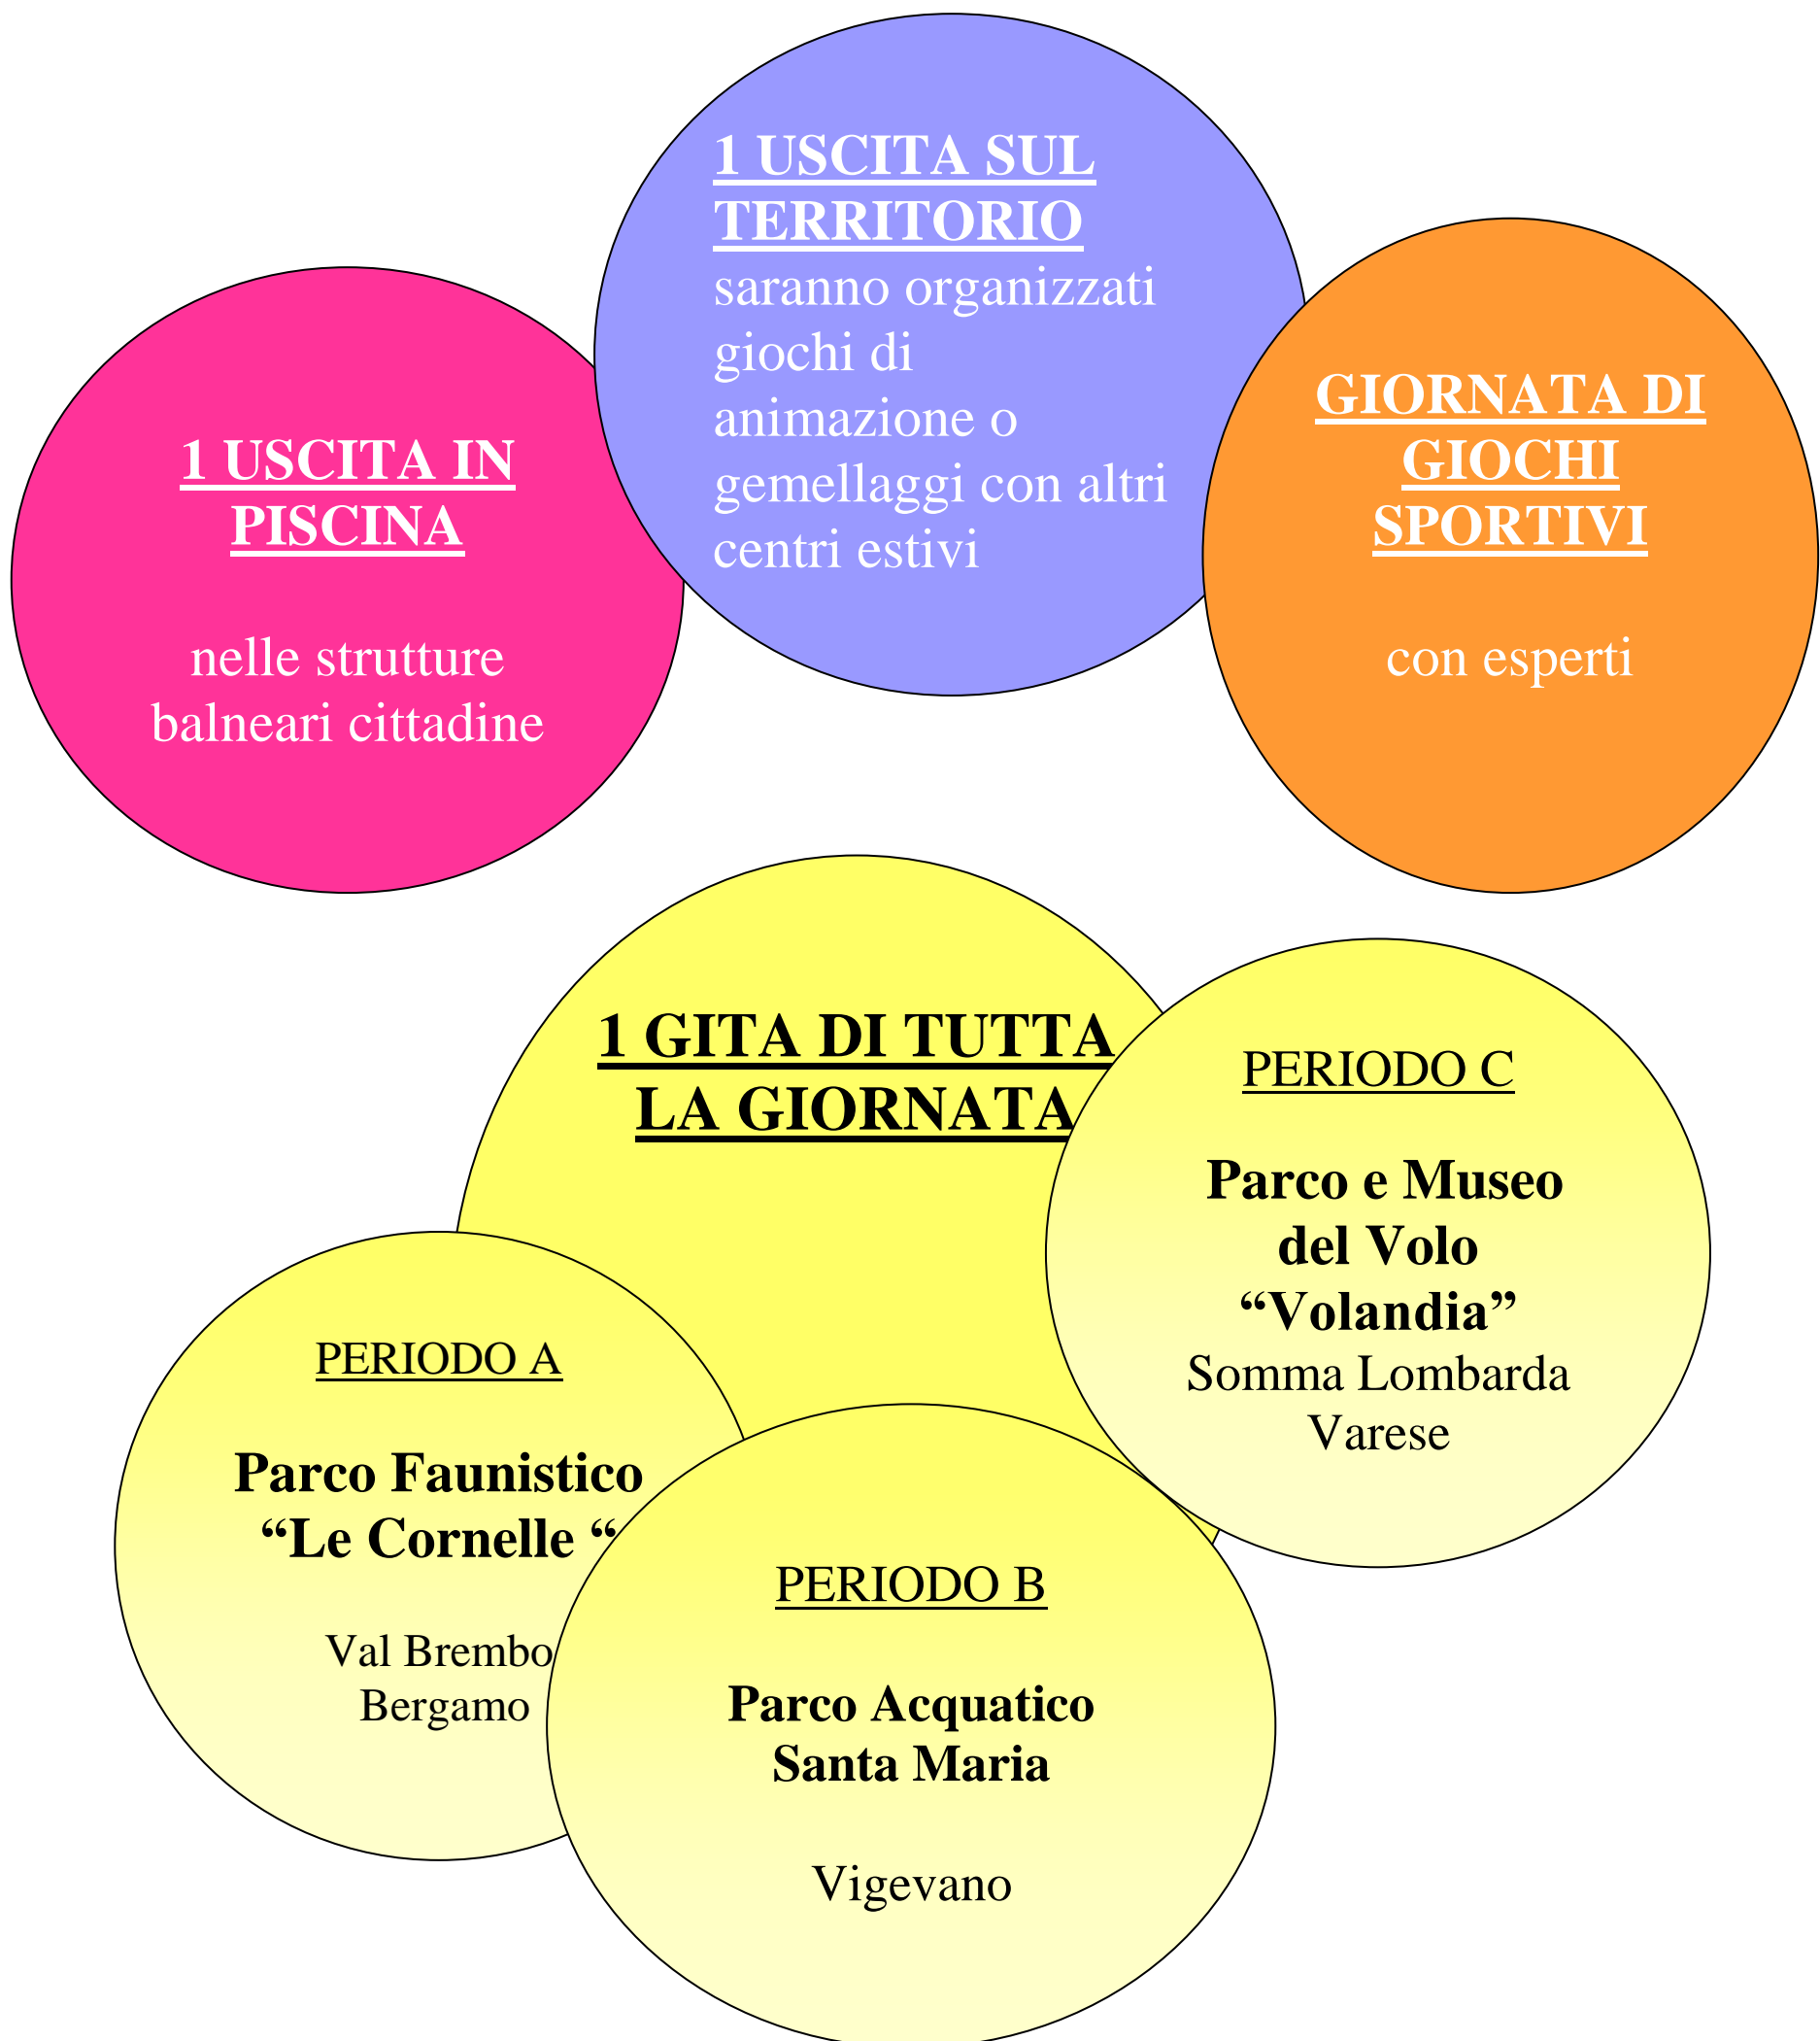 1 USCITA IN
PISCINA
nelle strutture
balneari cittadine
1 USCITA SUL
TERRITORIO
saranno organizzati
giochi di
animazione o
gemellaggi con altri
centri estivi
GIORNATA DI
GIOCHI
SPORTIVI
con esperti
1 GITA DI TUTTA
LA GIORNATA
PERIODO A
Parco Faunistico
“Le Cornelle “
Val Brembo
Bergamo
PERIODO B
Parco Acquatico
Santa Maria
Vigevano
PERIODO C
Parco e Museo
del Volo
“Volandia”
Somma Lombarda
Varese